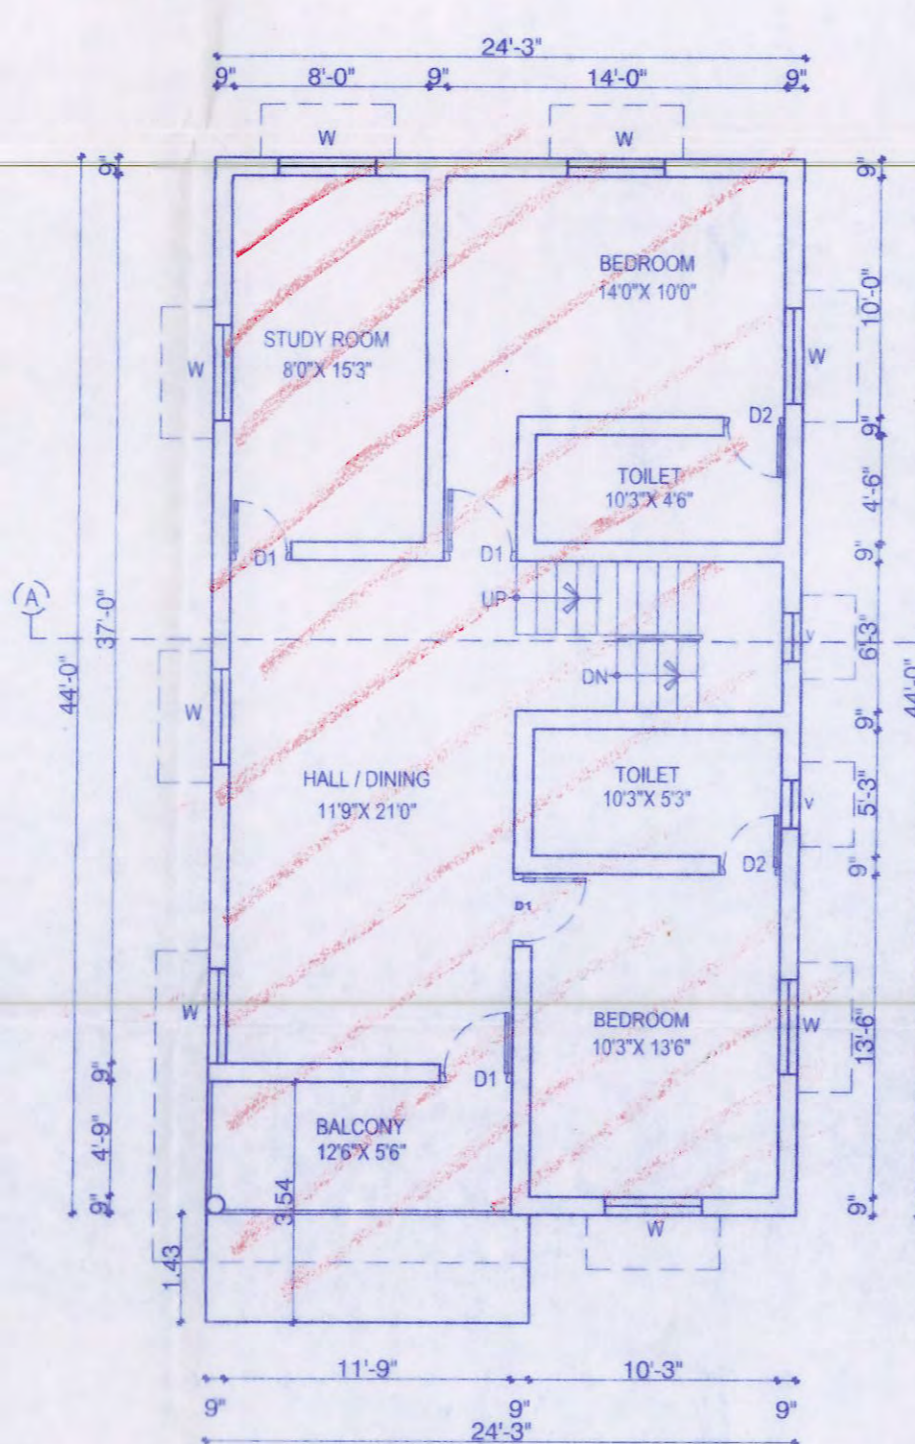 24'-3"
9" 8'-0" 9" 14'-0" 9"
W W
9" 9"
BEDROOM
14'0"X 10'0"
10'-0"
STUDY ROOM
8'0"X 15'3"
W W
D2
9"
TOILET
10'3"X 4'6"
4'-6"
D1 D1
9"
UP
A
37'-0"
44'-0"
V
6'-3"
44'-0"
DN
W
9"
HALL / DINING
11'9"X 21'0"
TOILET
10'3"X 5'3"
V
5'-3"
D2
9"
D1
W
BEDROOM
10'3"X 13'6"
W
13'-6"
9"
D1
BALCONY
12'6"X 5'6"
4'-9"
9"
3.54
9"
W
1.43
11'-9" 10'-3"
9" 9" 9"
24'-3"